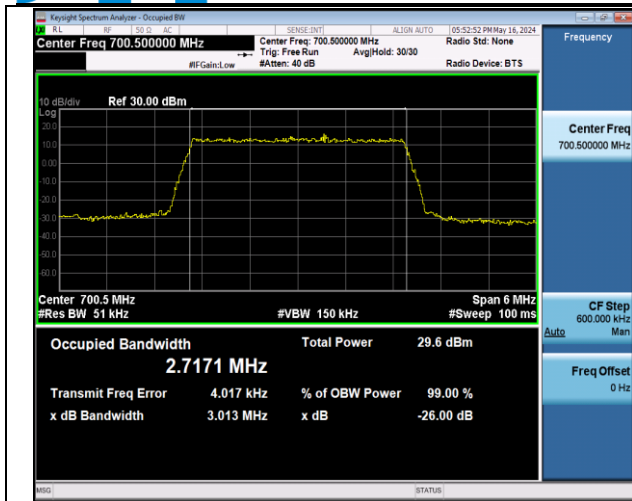 Keysight Spectrum Analyzer - Occupied BW
RL RF 50 Ω AC SENSE:INT ALIGN AUTO 05:52:52 PM May 16, 2024
Center Freq 700.500000 MHz
Center Freq: 700.500000 MHz
Radio Std: None
Trig: Free Run Avg|Hold: 30/30
#IFGain:Low #Atten: 40 dB Radio Device: BTS
Frequency
10 dB/div Ref 30.00 dBm
Log
20.0
10.0
0.00
-10.0
-20.0
-30.0
-40.0
-50.0
-60.0
Center Freq
700.500000 MHz
Center 700.5 MHz Span 6 MHz
#Res BW 51 kHz #VBW 150 kHz #Sweep 100 ms
CF Step
600.000 kHz
Auto Man
Occupied Bandwidth Total Power 29.6 dBm
2.7171 MHz
Transmit Freq Error 4.017 kHz % of OBW Power 99.00 %
x dB Bandwidth 3.013 MHz x dB -26.00 dB
Freq Offset
0 Hz
MSG STATUS